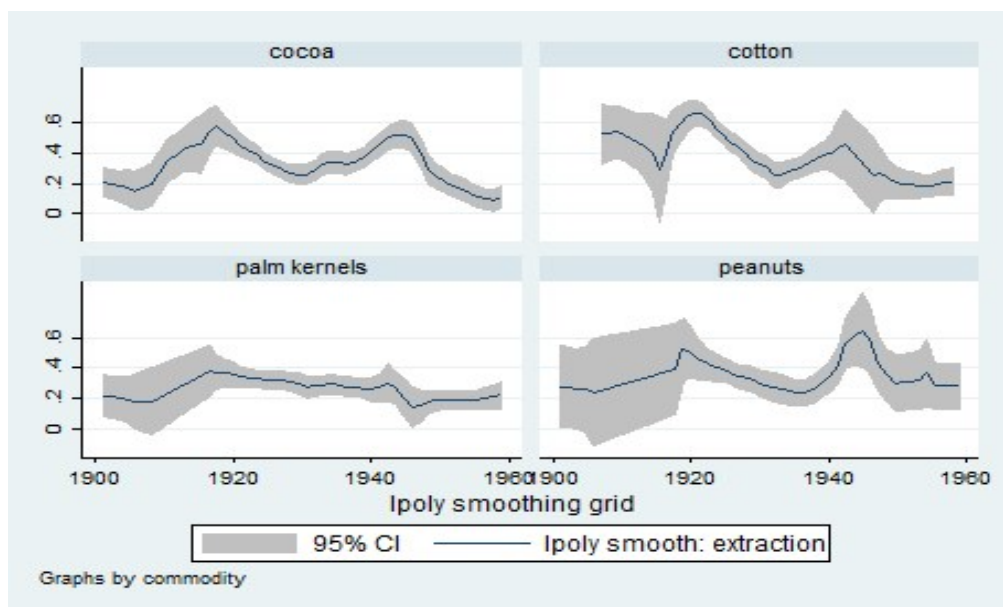 cocoa
cotton
.6
.4
.2
0
palm kernels
peanuts
.6
.4
.2
0
1900 1920 1940 1960 1900 1920 1940 1960
lpoly smoothing grid
95% CI lpoly smooth: extraction
Graphs by commodity